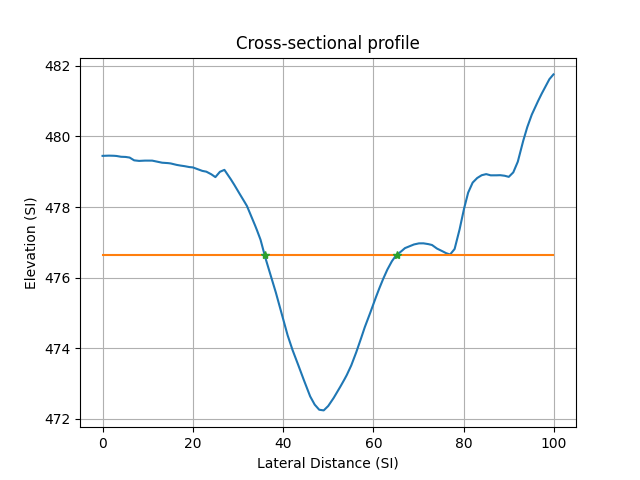 Cross-sectional profile
482
480
478
476
474
472
Elevation (SI)
0 20 40 60 80 100
Lateral Distance (SI)